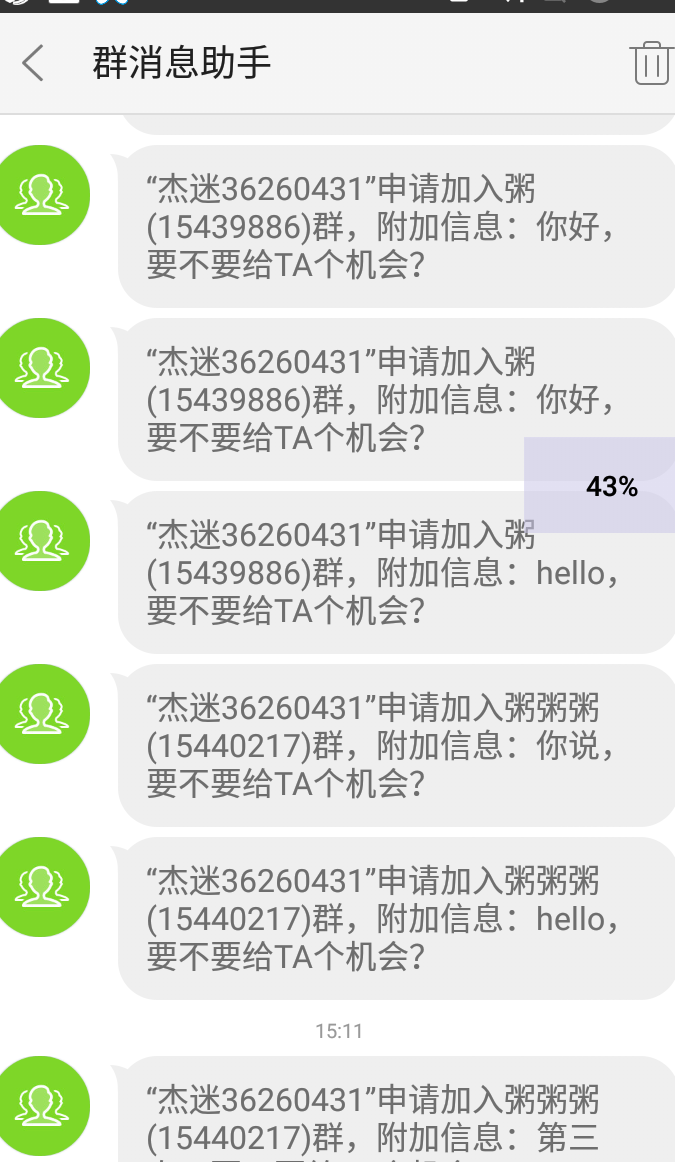 群消息助手
“杰迷36260431”申请加入粥
(15439886)群，附加信息：你好，
要不要给TA个机会？
“杰迷36260431”申请加入粥
(15439886)群，附加信息：你好，
要不要给TA个机会？
43%
“杰迷36260431”申请加入粥
(15439886)群，附加信息：hello，
要不要给TA个机会？
“杰迷36260431”申请加入粥粥粥
(15440217)群，附加信息：你说，
要不要给TA个机会？
“杰迷36260431”申请加入粥粥粥
(15440217)群，附加信息：hello，
要不要给TA个机会？
15:11
“杰迷36260431”申请加入粥粥粥
(15440217)群，附加信息：第三